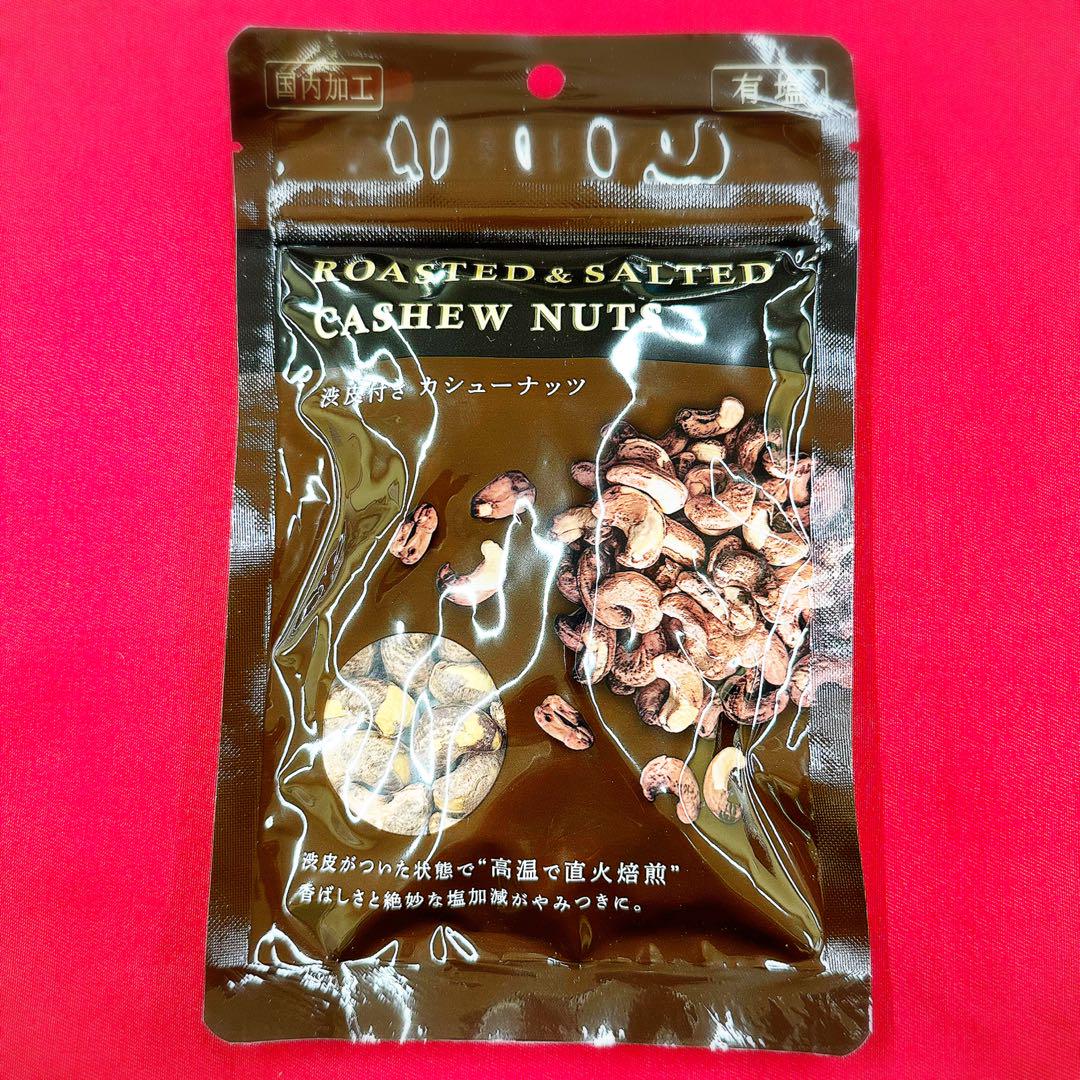 国内加工
有塩
ROASTED & SALTED
CASHEW NUTS
渋皮付き カシューナッツ
渋皮がついた状態で“高温で直火焙煎”
香ばしさと絶妙な塩加減がやみつきに。